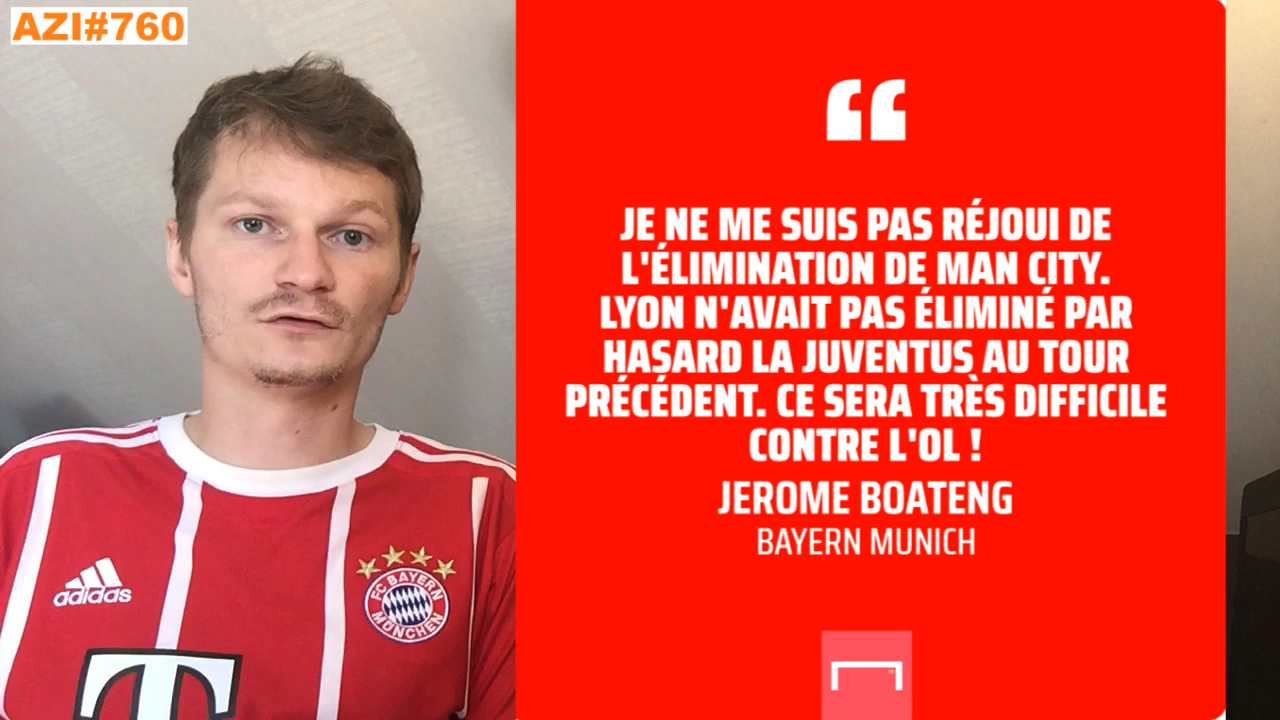 AZI#760
JE NE ME SUIS PAS RÉJOUI DE
L'ÉLIMINATION DE MAN CITY.
LYON N'AVAIT PAS ÉLIMINÉ PAR
HASARD LA JUVENTUS AU TOUR
PRÉCÉDENT. CE SERA TRÈS DIFFICILE
CONTRE L'OL !
JEROME BOATENG
BAYERN MUNICH
adidas
FC BAYERN
MÜNCHEN
T